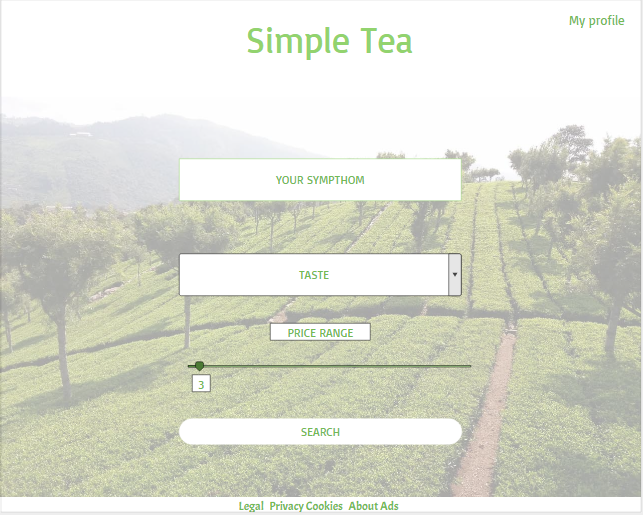 My profile
Simple Tea
YOUR SYMPTHOM
TASTE
PRICE RANGE
3
SEARCH
Legal Privacy Cookies About Ads